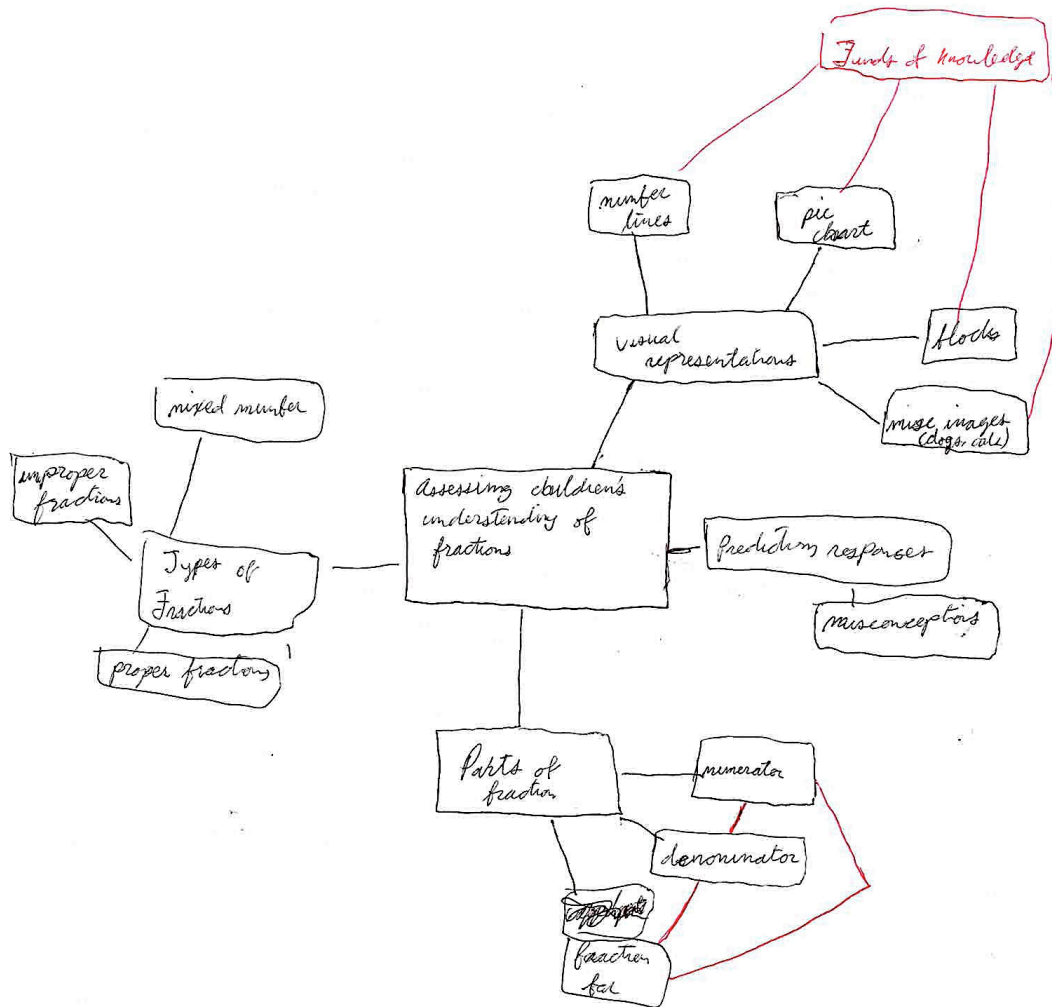 Funds of knowledge
number
lines
pie
chart
visual
representations
blocks
misc images
(dogs, cats)
mixed number
improper
fractions
Types of
Fractions
proper fractions
Assessing children's
understanding of
fractions
Prediction responses
misconceptions
Parts of
fraction
numerator
denominator
fraction
bar